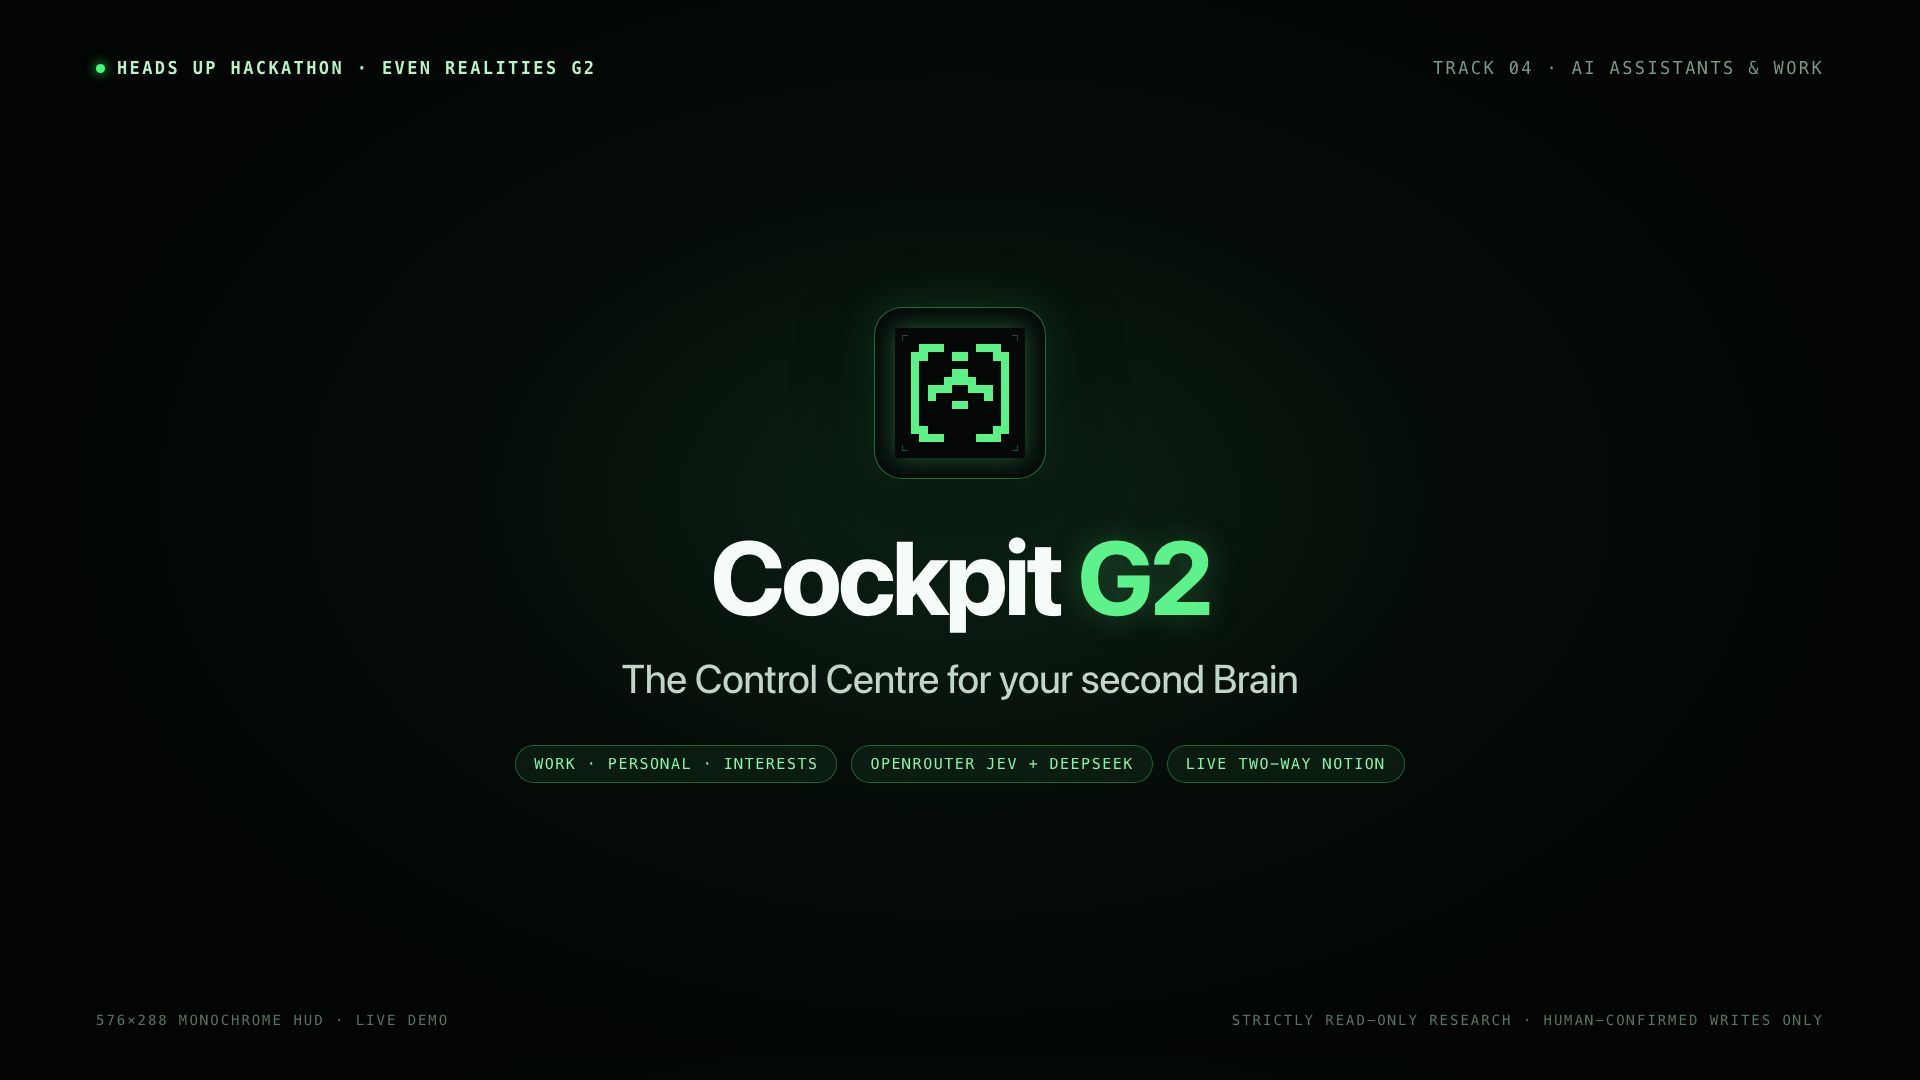 HEADS UP HACKATHON · EVEN REALITIES G2
TRACK 04 · AI ASSISTANTS & WORK
Cockpit G2
The Control Centre for your second Brain
WORK · PERSONAL · INTERESTS
OPENROUTER JEV + DEEPSEEK
LIVE TWO-WAY NOTION
576×288 MONOCHROME HUD · LIVE DEMO
STRICTLY READ-ONLY RESEARCH · HUMAN-CONFIRMED WRITES ONLY